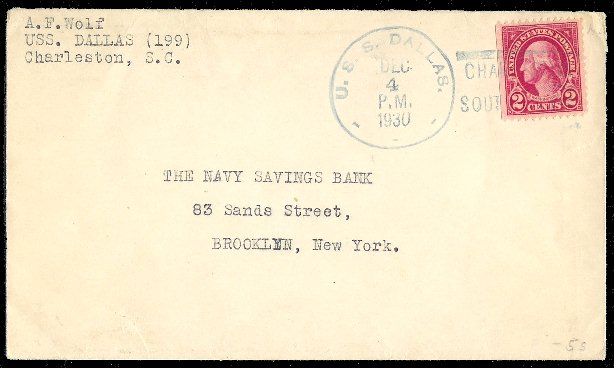 A.F.Wolf
USS. DALLAS (199)
Charleston, S.C.
U. S. S. DALLAS.
DEC
4
P.M.
1930
CHA
SOUT
UNITED STATES POSTAGE
2 CENTS 2
THE NAVY SAVINGS BANK
83 Sands Street,
BROOKLYN, New York.